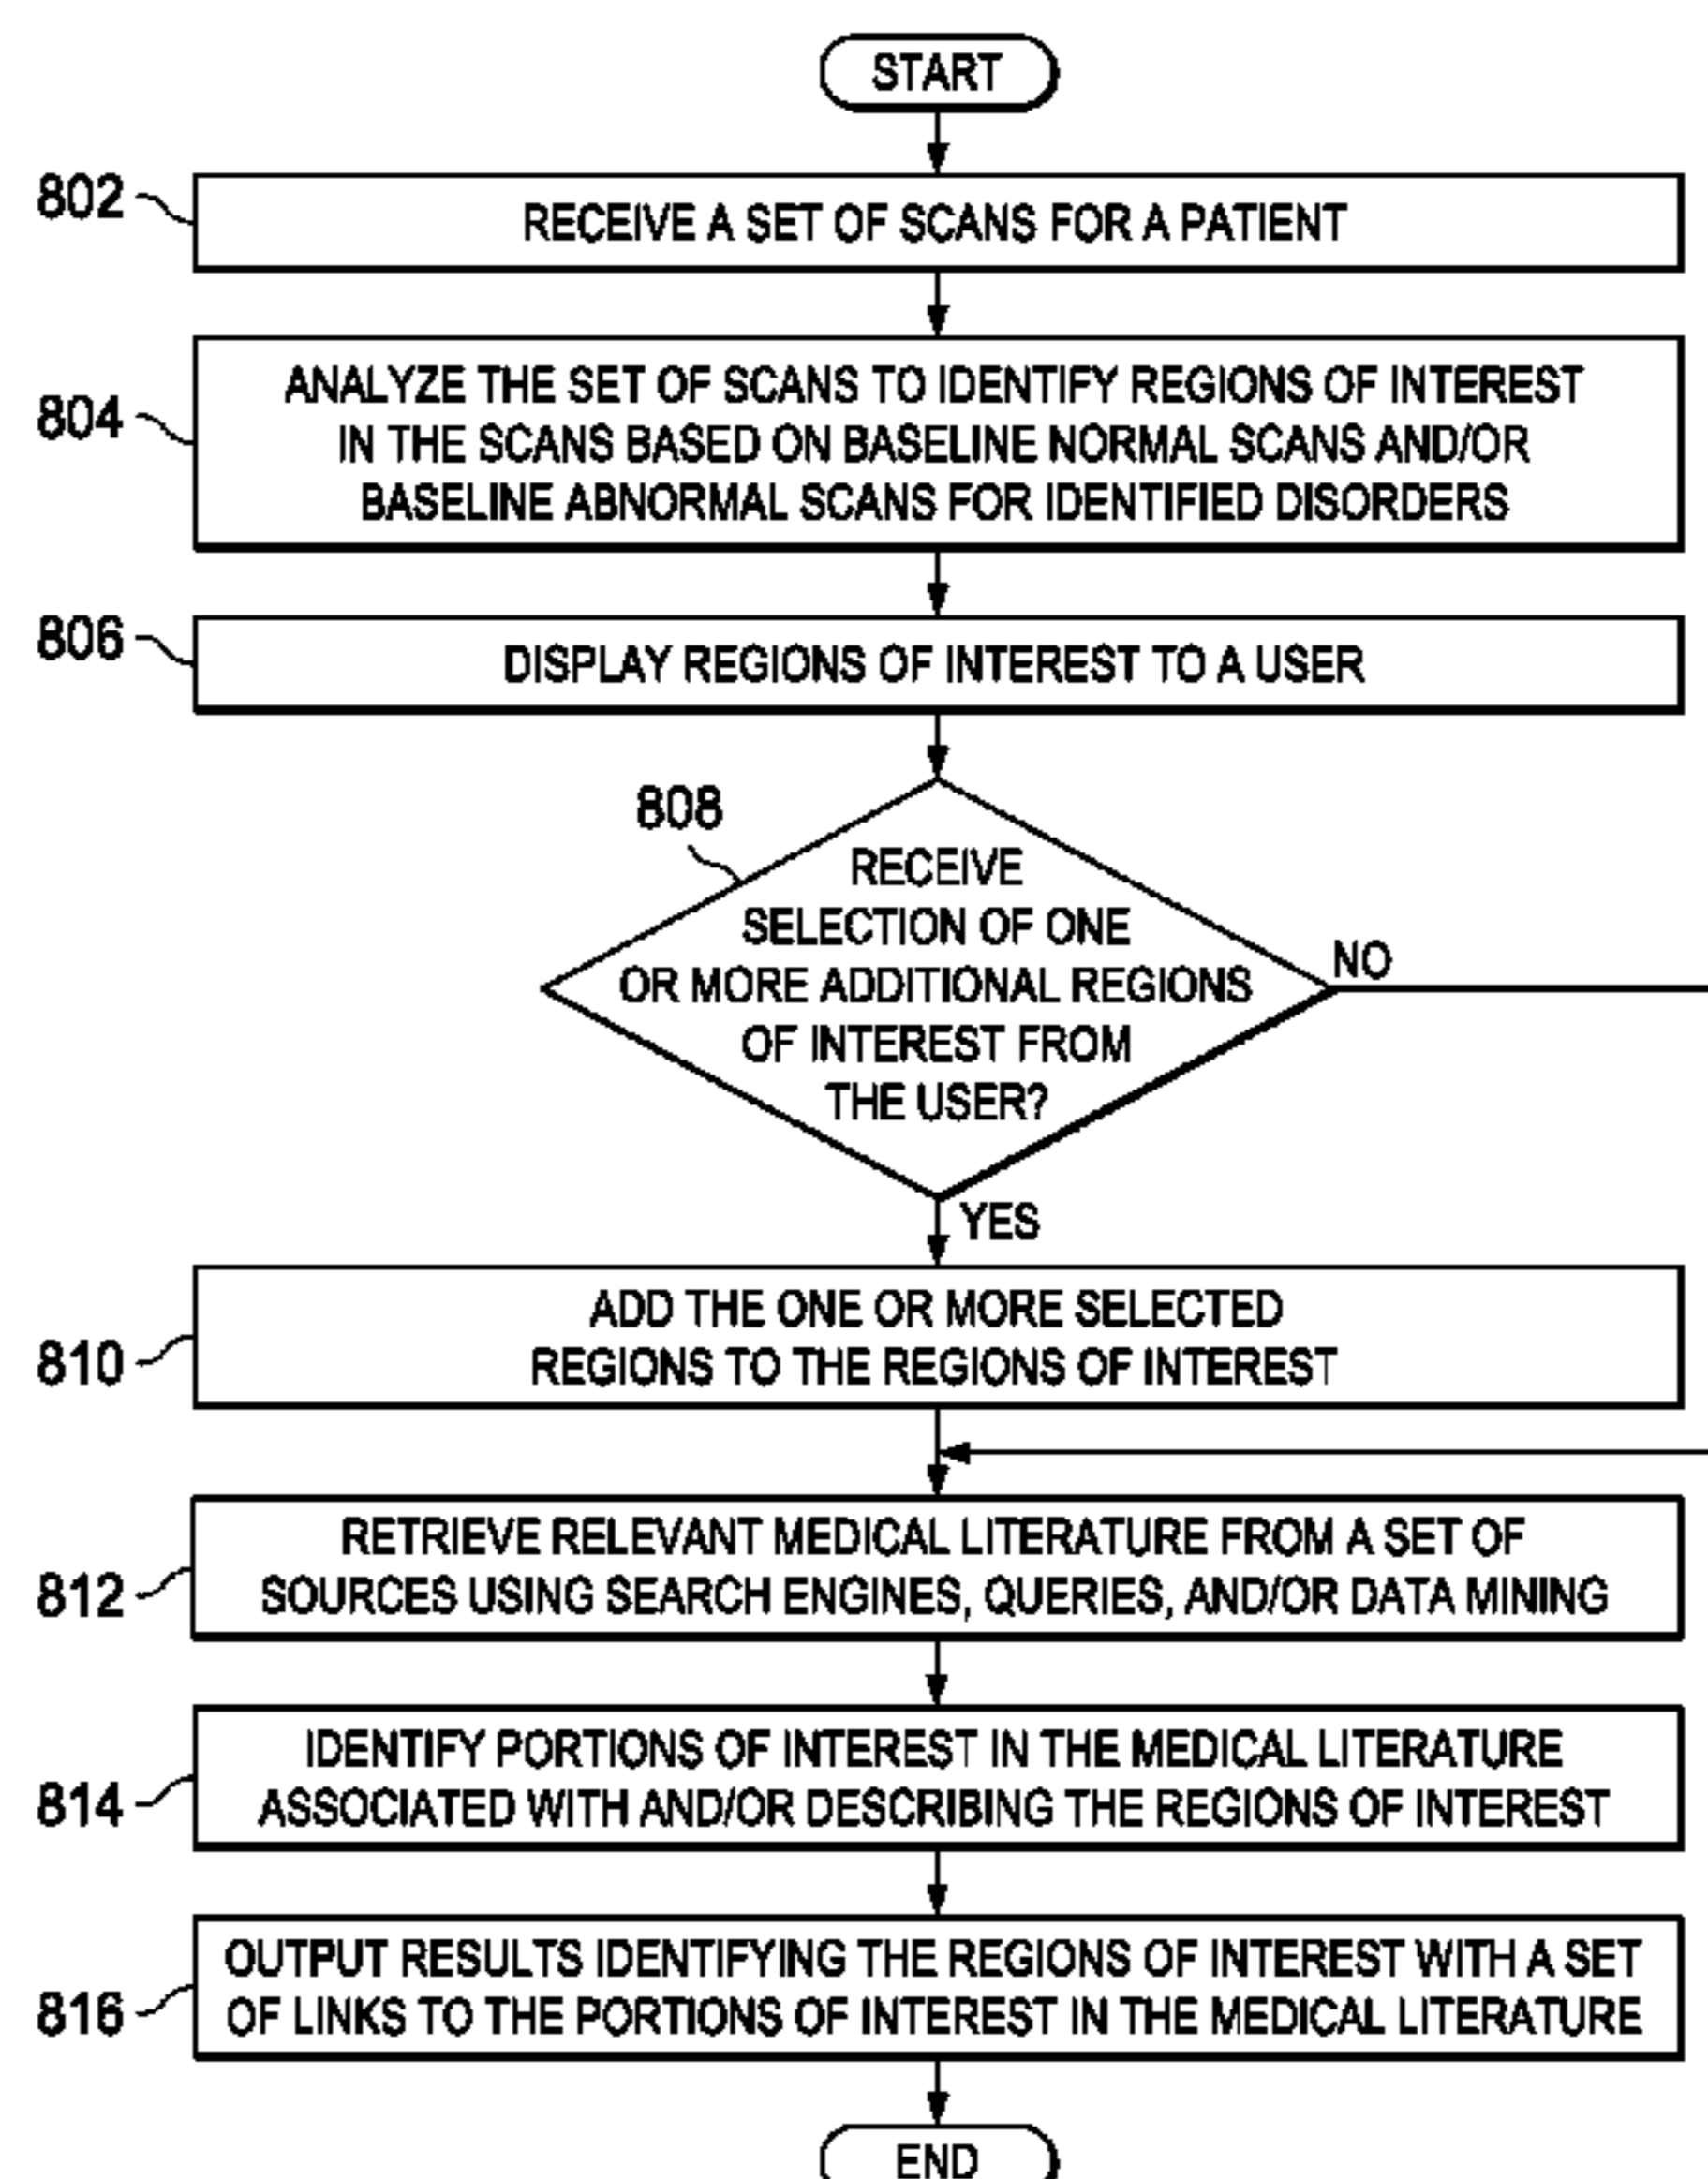 START
802
RECEIVE A SET OF SCANS FOR A PATIENT
804
ANALYZE THE SET OF SCANS TO IDENTIFY REGIONS OF INTEREST
IN THE SCANS BASED ON BASELINE NORMAL SCANS AND/OR
BASELINE ABNORMAL SCANS FOR IDENTIFIED DISORDERS
806
DISPLAY REGIONS OF INTEREST TO A USER
808
RECEIVE
SELECTION OF ONE
OR MORE ADDITIONAL REGIONS
OF INTEREST FROM
THE USER?
NO
YES
810
ADD THE ONE OR MORE SELECTED
REGIONS TO THE REGIONS OF INTEREST
812
RETRIEVE RELEVANT MEDICAL LITERATURE FROM A SET OF
SOURCES USING SEARCH ENGINES, QUERIES, AND/OR DATA MINING
814
IDENTIFY PORTIONS OF INTEREST IN THE MEDICAL LITERATURE
ASSOCIATED WITH AND/OR DESCRIBING THE REGIONS OF INTEREST
816
OUTPUT RESULTS IDENTIFYING THE REGIONS OF INTEREST WITH A SET
OF LINKS TO THE PORTIONS OF INTEREST IN THE MEDICAL LITERATURE
END